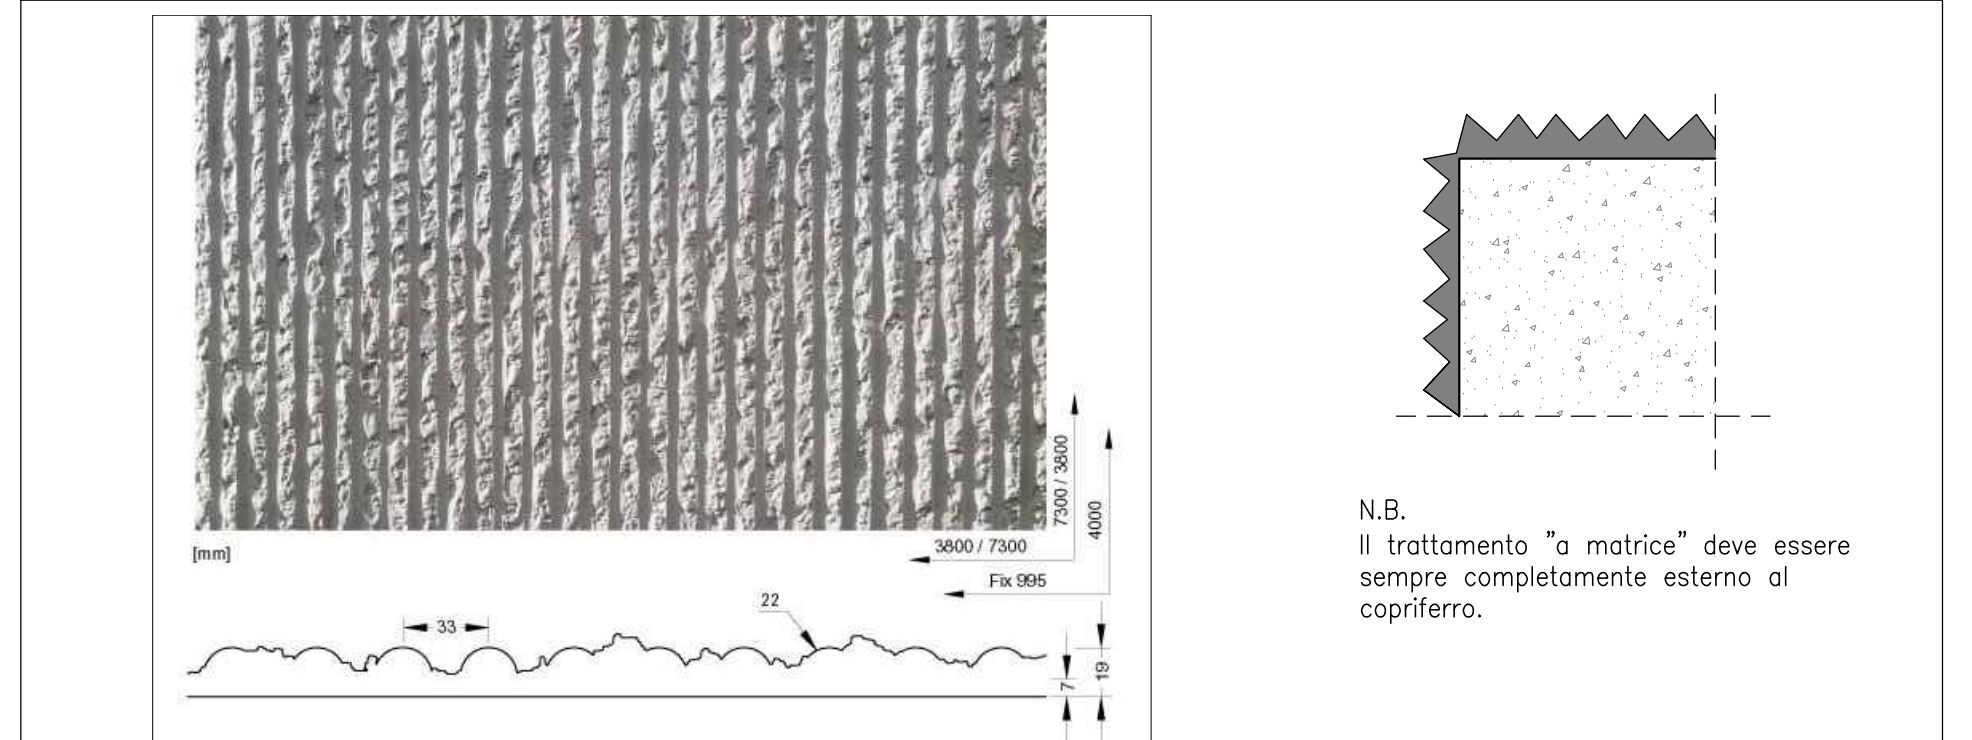 [mm]
7300 / 3800
4000
3800 / 7300
Fix 995
22
33
7
19
N.B.
Il trattamento ”a matrice” deve essere
sempre completamente esterno al
copriferro.